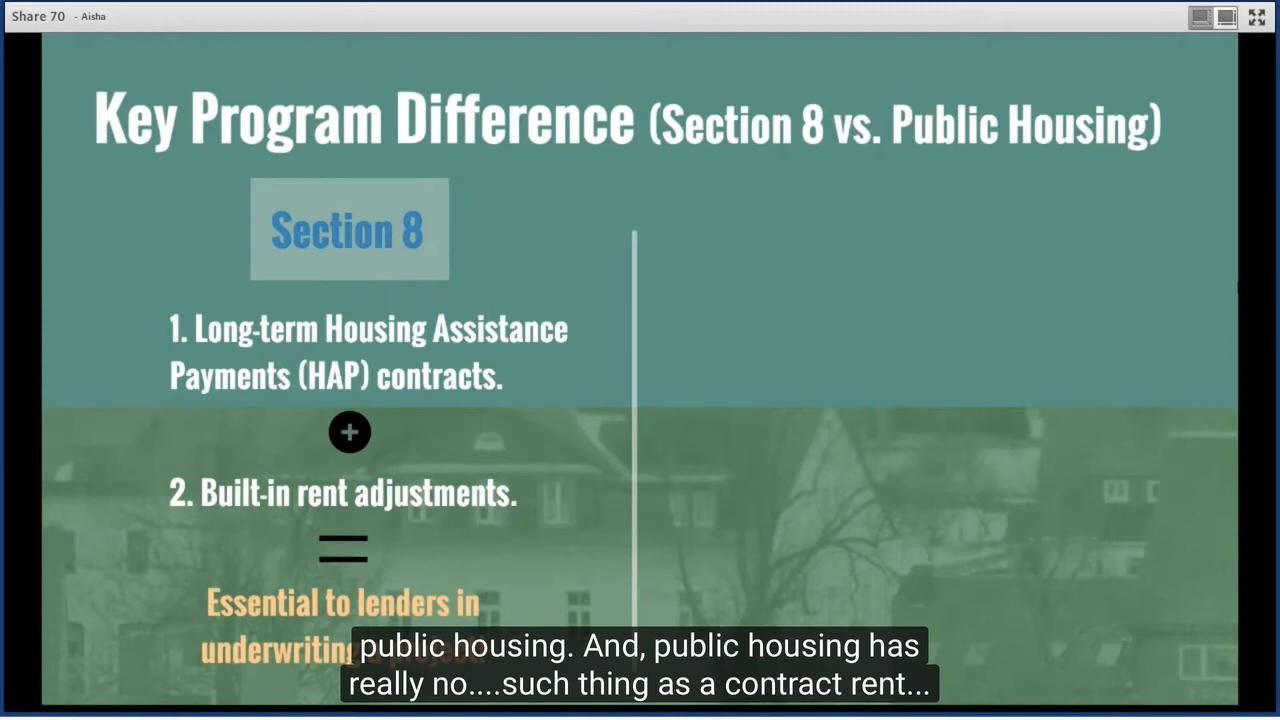 Share 70 - Aisha
Key Program Difference (Section 8 vs. Public Housing)
Section 8
1. Long-term Housing Assistance
Payments (HAP) contracts.
+
2. Built-in rent adjustments.
=
Essential to lenders in
underwriting a project.
public housing. And, public housing has
really no....such thing as a contract rent...